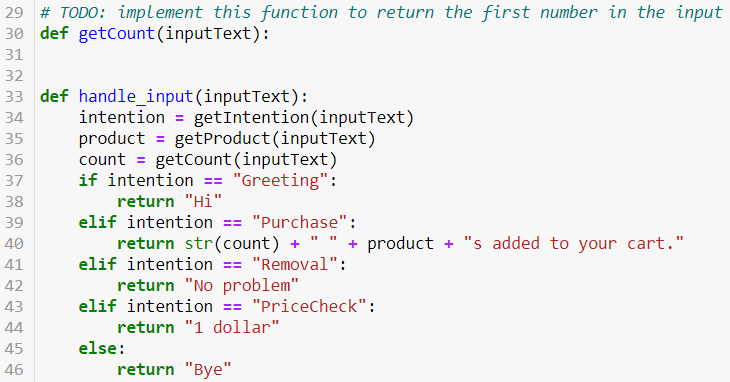 29 # TODO: implement this function to return the first number in the input
30 def getCount(inputText):
31
32
33 def handle_input(inputText):
34     intention = getIntention(inputText)
35     product = getProduct(inputText)
36     count = getCount(inputText)
37     if intention == "Greeting":
38         return "Hi"
39     elif intention == "Purchase":
40         return str(count) + " " + product + "s added to your cart."
41     elif intention == "Removal":
42         return "No problem"
43     elif intention == "PriceCheck":
44         return "1 dollar"
45     else:
46         return "Bye"